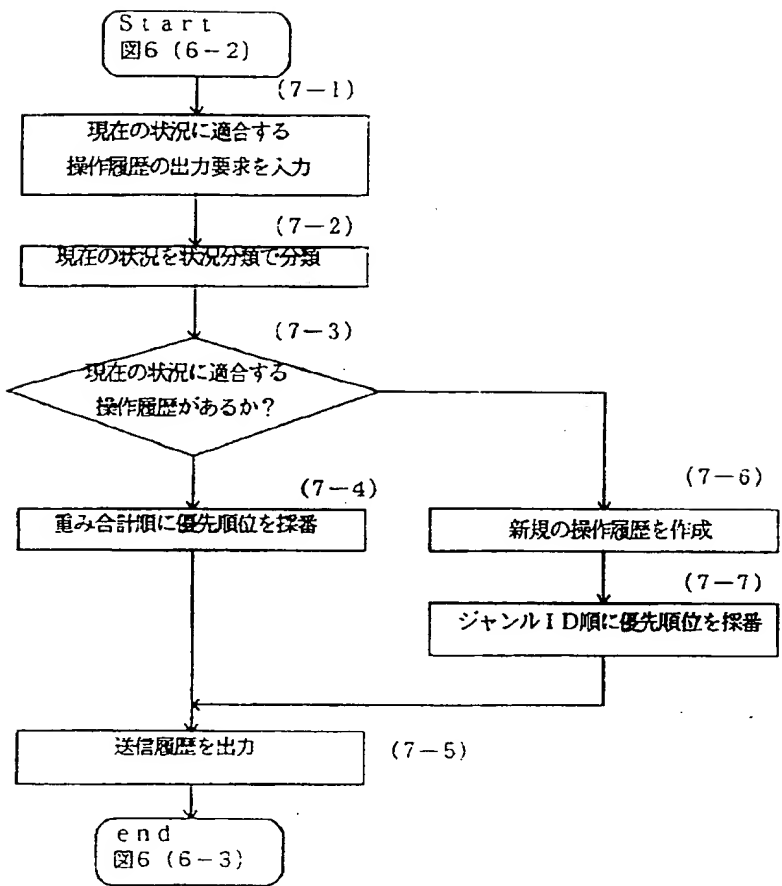 Start
図6 (6-2)
(7-1)
現在の状況に適合する
操作履歴の出力要求を入力
(7-2)
現在の状況を状況分類で分類
(7-3)
現在の状況に適合する
操作履歴があるか?
(7-4)
重み合計順に優先順位を採番
(7-6)
新規の操作履歴を作成
(7-7)
ジャンルID順に優先順位を採番
送信履歴を出力
(7-5)
end
図6 (6-3)